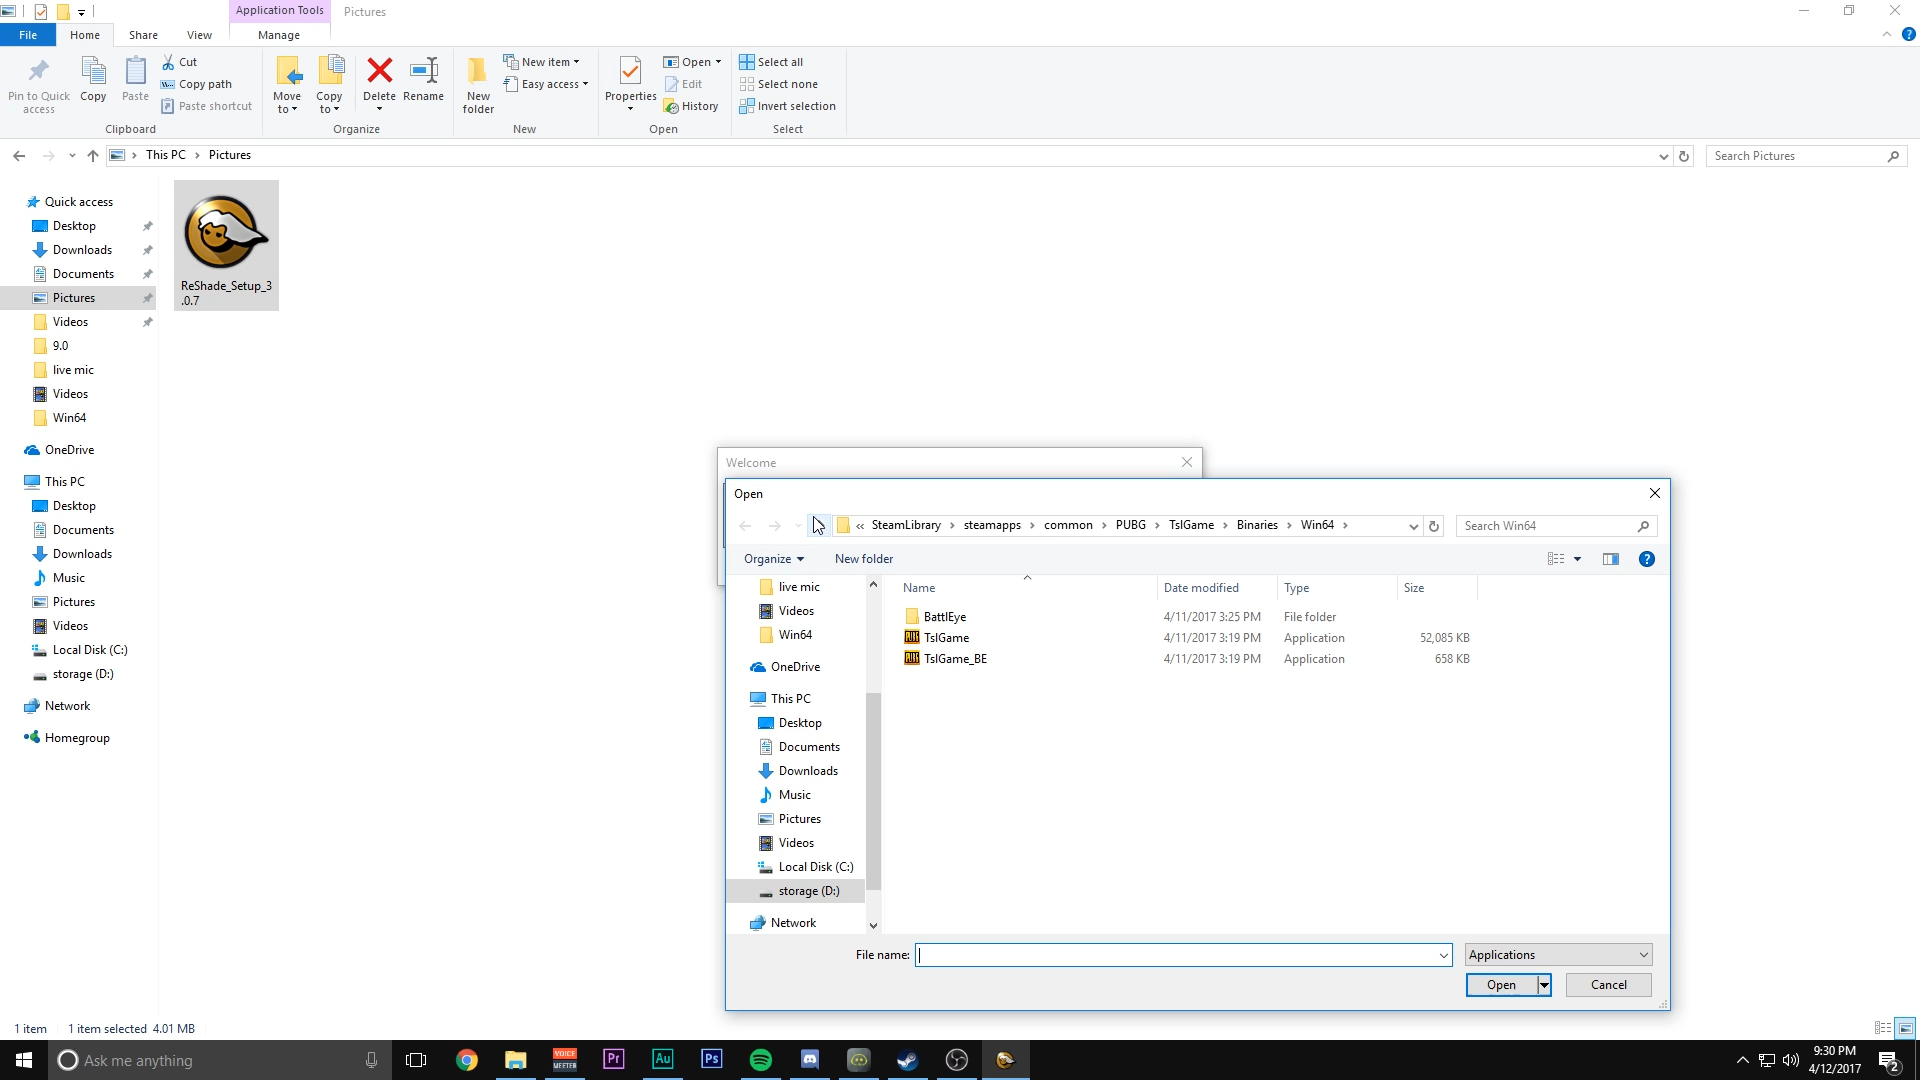 Application Tools
Pictures
File
Home
Share
View
Manage
Pin to Quick access
Copy
Paste
Cut
Copy path
Paste shortcut
Clipboard
Move to
Copy to
Delete
Rename
Organize
New folder
New item
Easy access
New
Properties
Open
Edit
History
Open
Select all
Select none
Invert selection
Select
This PC
Pictures
Search Pictures
Quick access
Desktop
Downloads
Documents
Pictures
Videos
9.0
live mic
Videos
Win64
OneDrive
This PC
Desktop
Documents
Downloads
Music
Pictures
Videos
Local Disk (C:)
storage (D:)
Network
Homegroup
ReShade_Setup_3
.0.7
Welcome
Open
« SteamLibrary
steamapps
common
PUBG
TslGame
Binaries
Win64
Search Win64
Organize
New folder
live mic
Videos
Win64
OneDrive
This PC
Desktop
Documents
Downloads
Music
Pictures
Videos
Local Disk (C:)
storage (D:)
Network
Name Date modified Type Size
BattlEye 4/11/2017 3:25 PM File folder
TslGame 4/11/2017 3:19 PM Application 52,085 KB
TslGame_BE 4/11/2017 3:19 PM Application 658 KB
File name:
Applications
Open
Cancel
1 item 1 item selected 4.01 MB
Ask me anything
VOICE
MEETER
Pr
Au
Ps
9:30 PM
4/12/2017
2